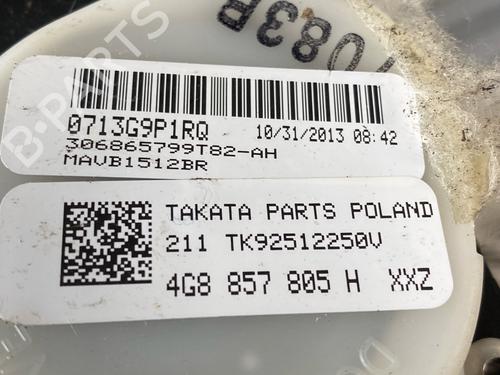 0083B
B-PARTS
0713G9P1RQ 10/31/2013 08:42
306865799T82-AH
MAVB1512BR
TAKATA PARTS POLAND
211 TK92512250V
4G8 857 805 H XXZ